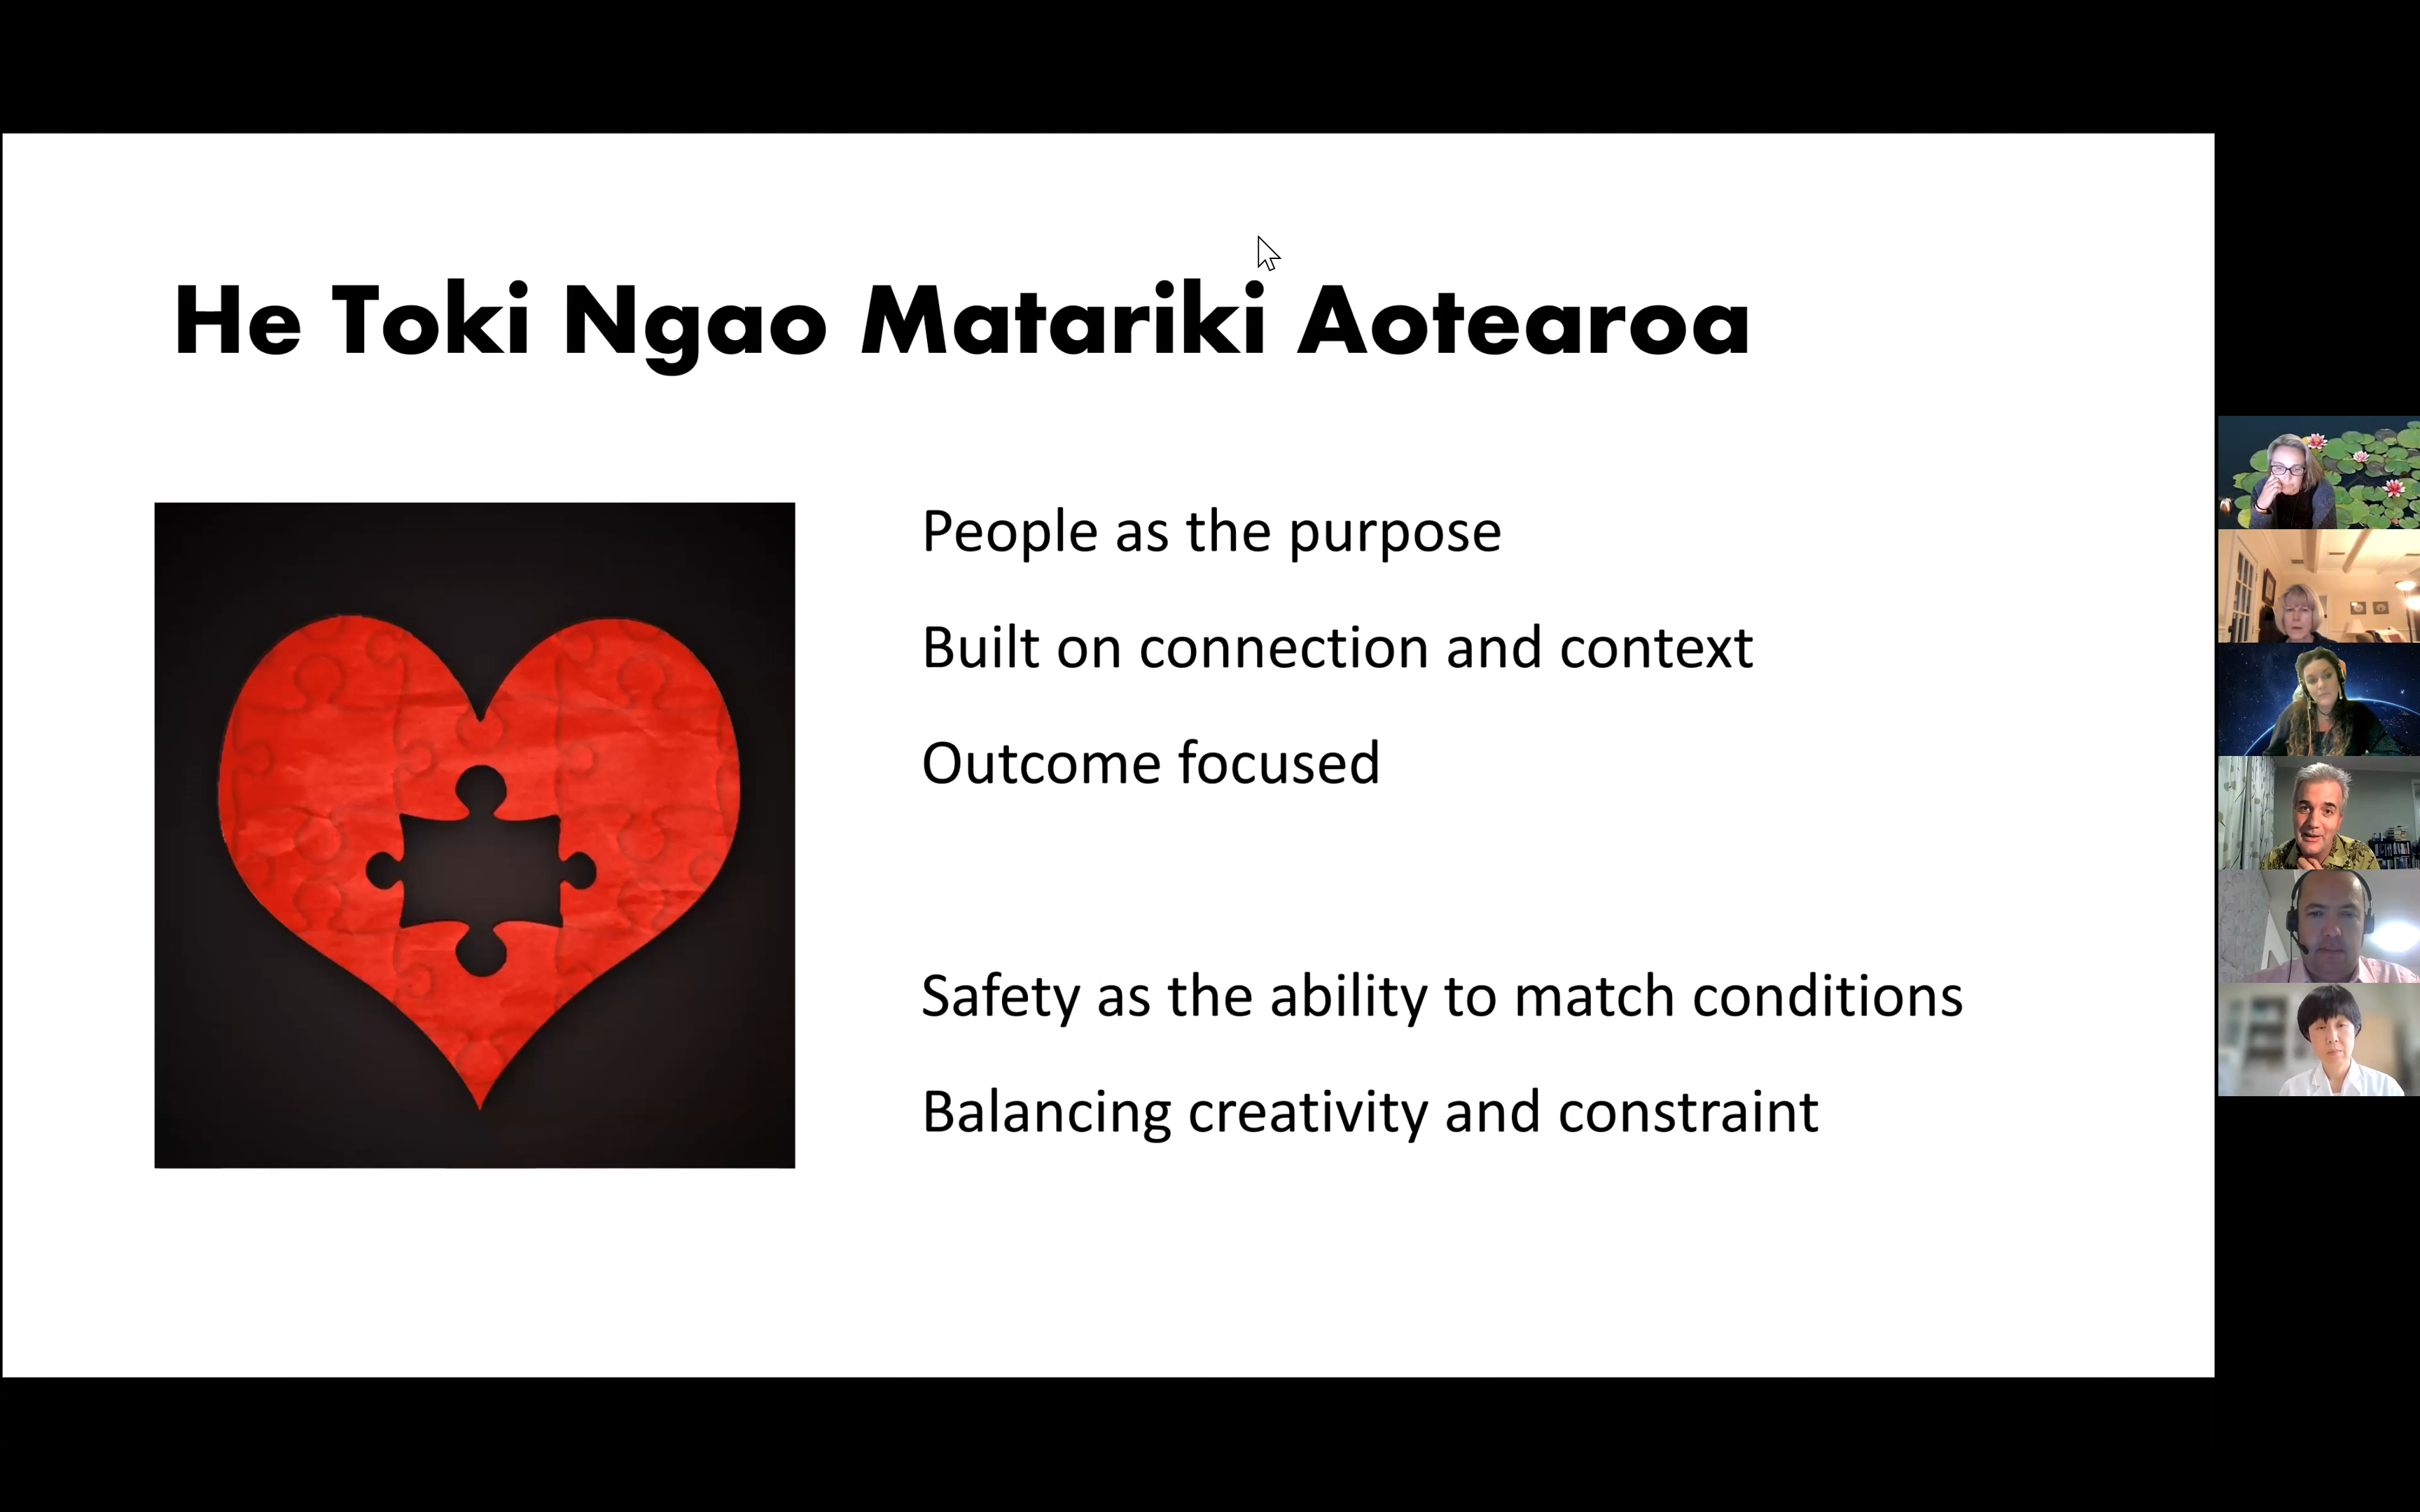 He Toki Ngao Matariki Aotearoa
People as the purpose
Built on connection and context
Outcome focused
Safety as the ability to match conditions
Balancing creativity and constraint